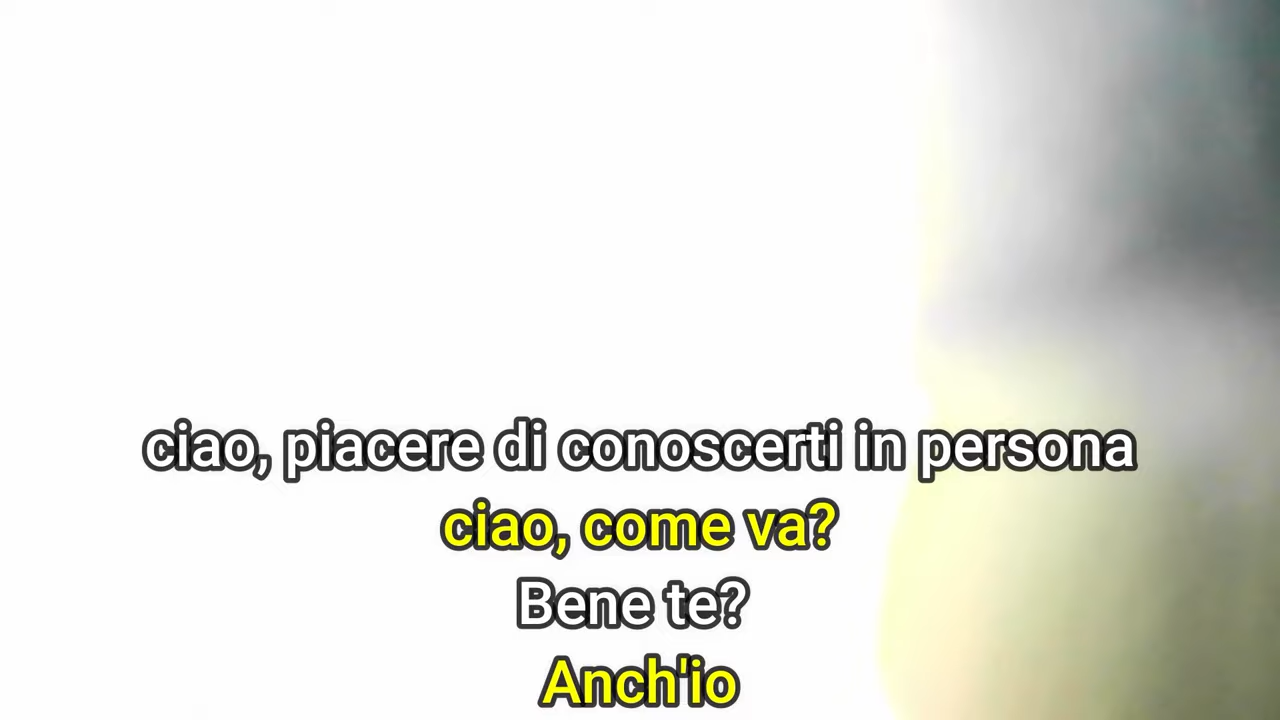 ciao, piacere di conoscerti in persona
ciao, come va?
Bene te?
Anch'io